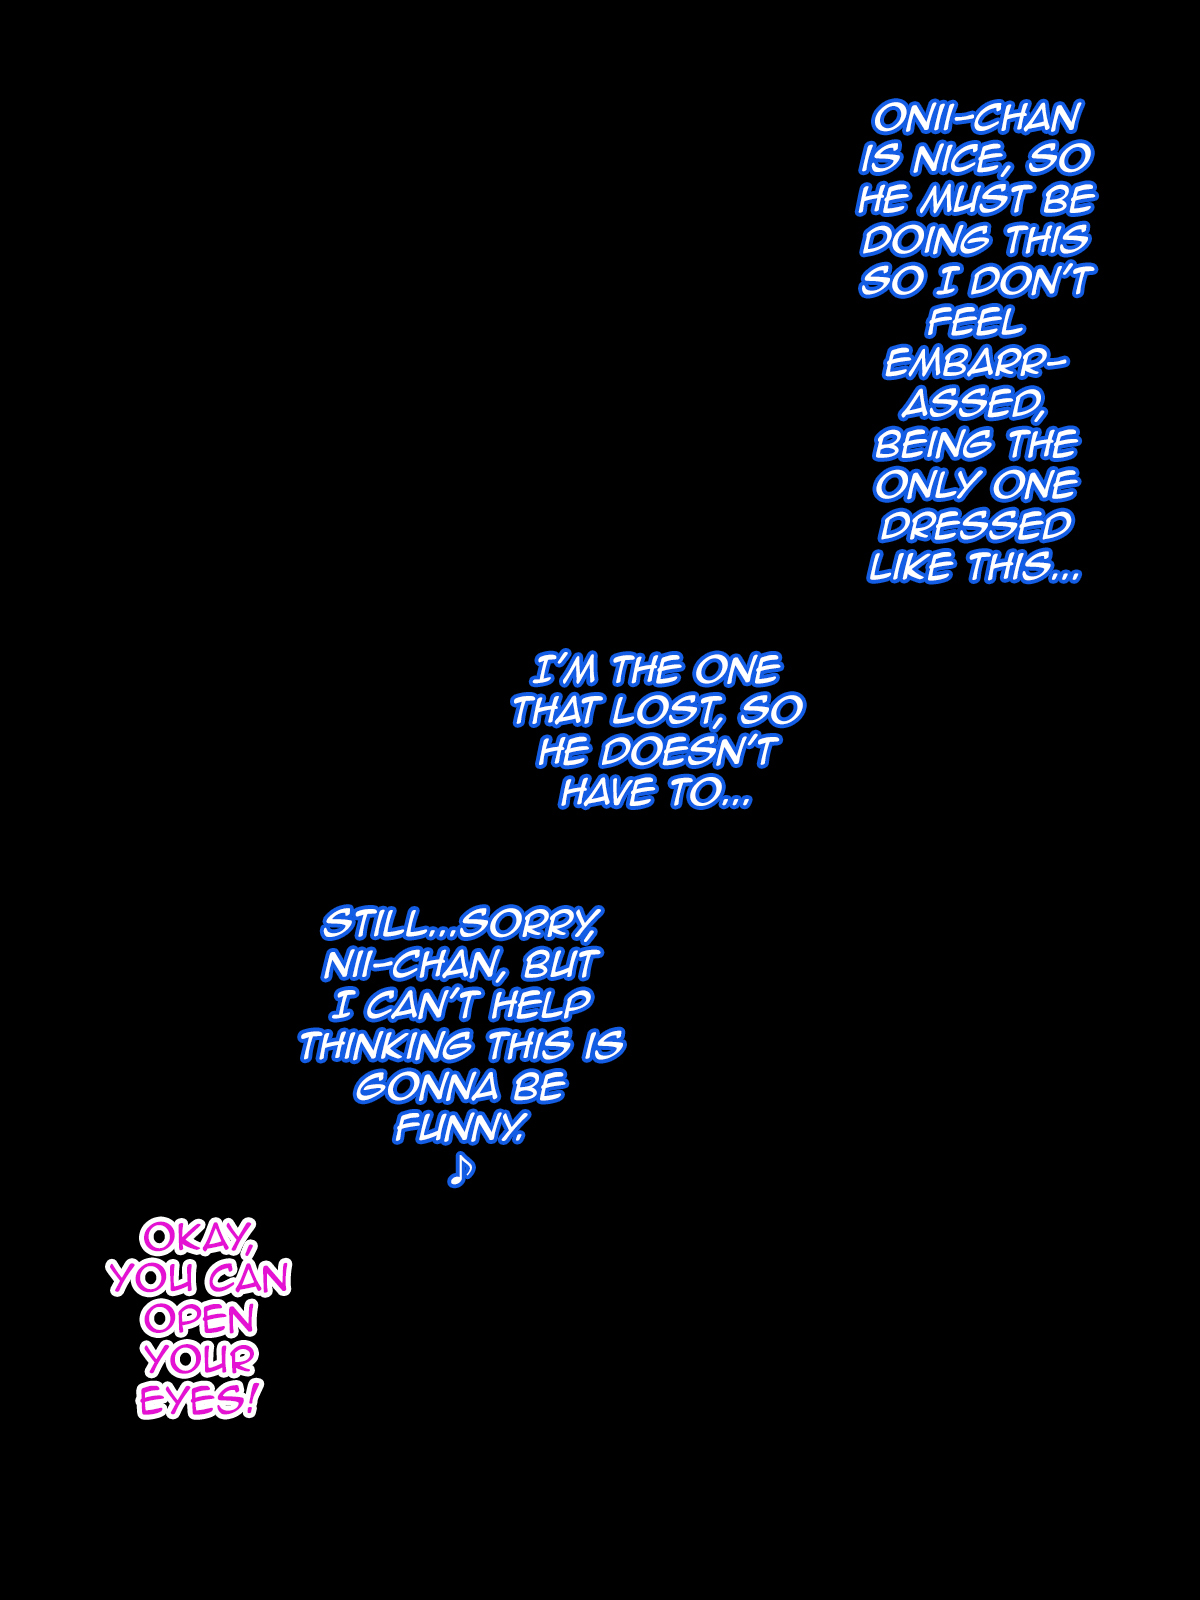 ONII-CHAN
IS NICE, SO
HE MUST BE
DOING THIS
SO I DON'T
FEEL
EMBARR-
ASSED,
BEING THE
ONLY ONE
DRESSED
LIKE THIS...
I'M THE ONE
THAT LOST, SO
HE DOESN'T
HAVE TO...
STILL...SORRY,
NII-CHAN, BUT
I CAN'T HELP
THINKING THIS IS
GONNA BE
FUNNY.
♪
OKAY,
YOU CAN
OPEN
YOUR
EYES!